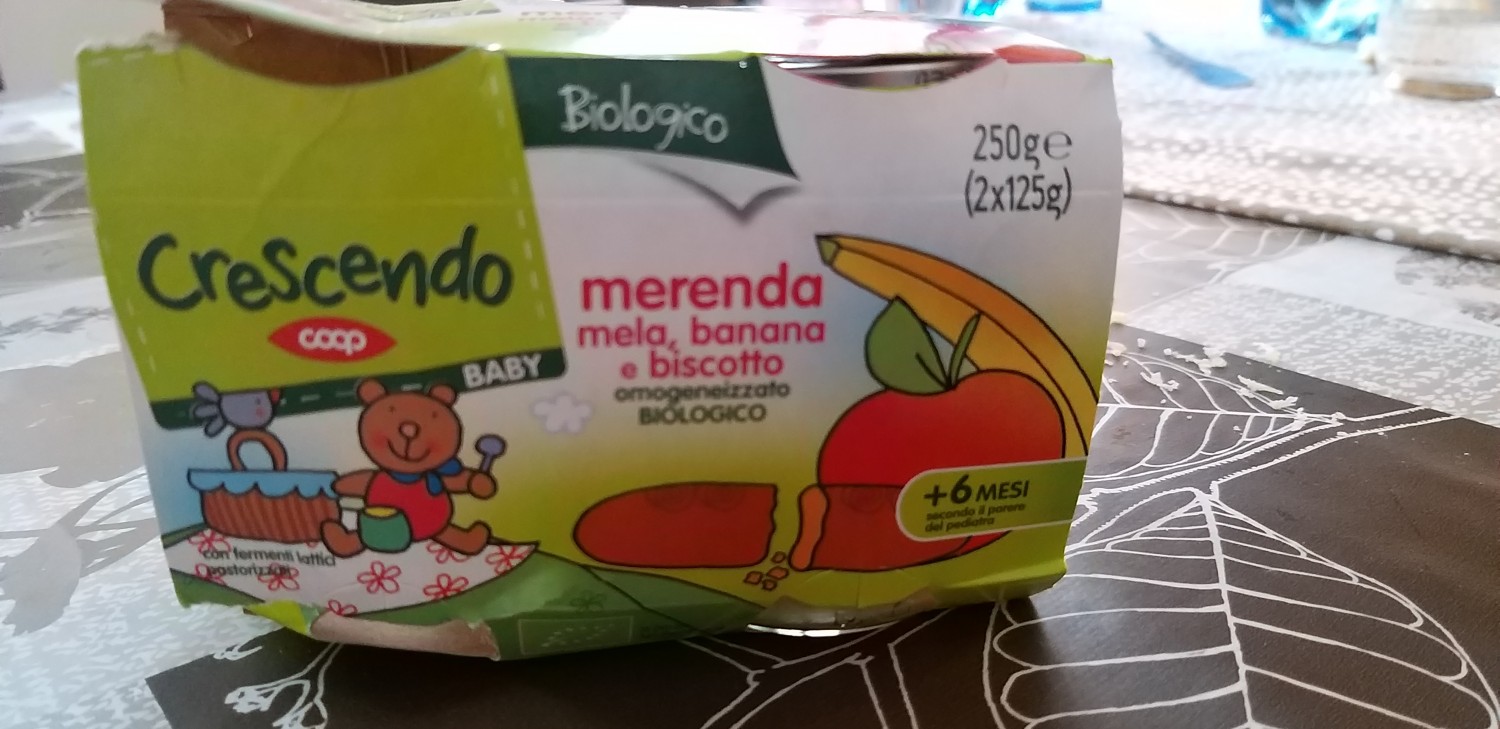 Biologico
250g e
(2x125g)
Crescendo
coop
BABY
merenda
mela, banana
e biscotto
omogeneizzato
BIOLOGICO
+6 MESI
secondo il parere
del pediatra
con fermenti lattici
pastorizzati